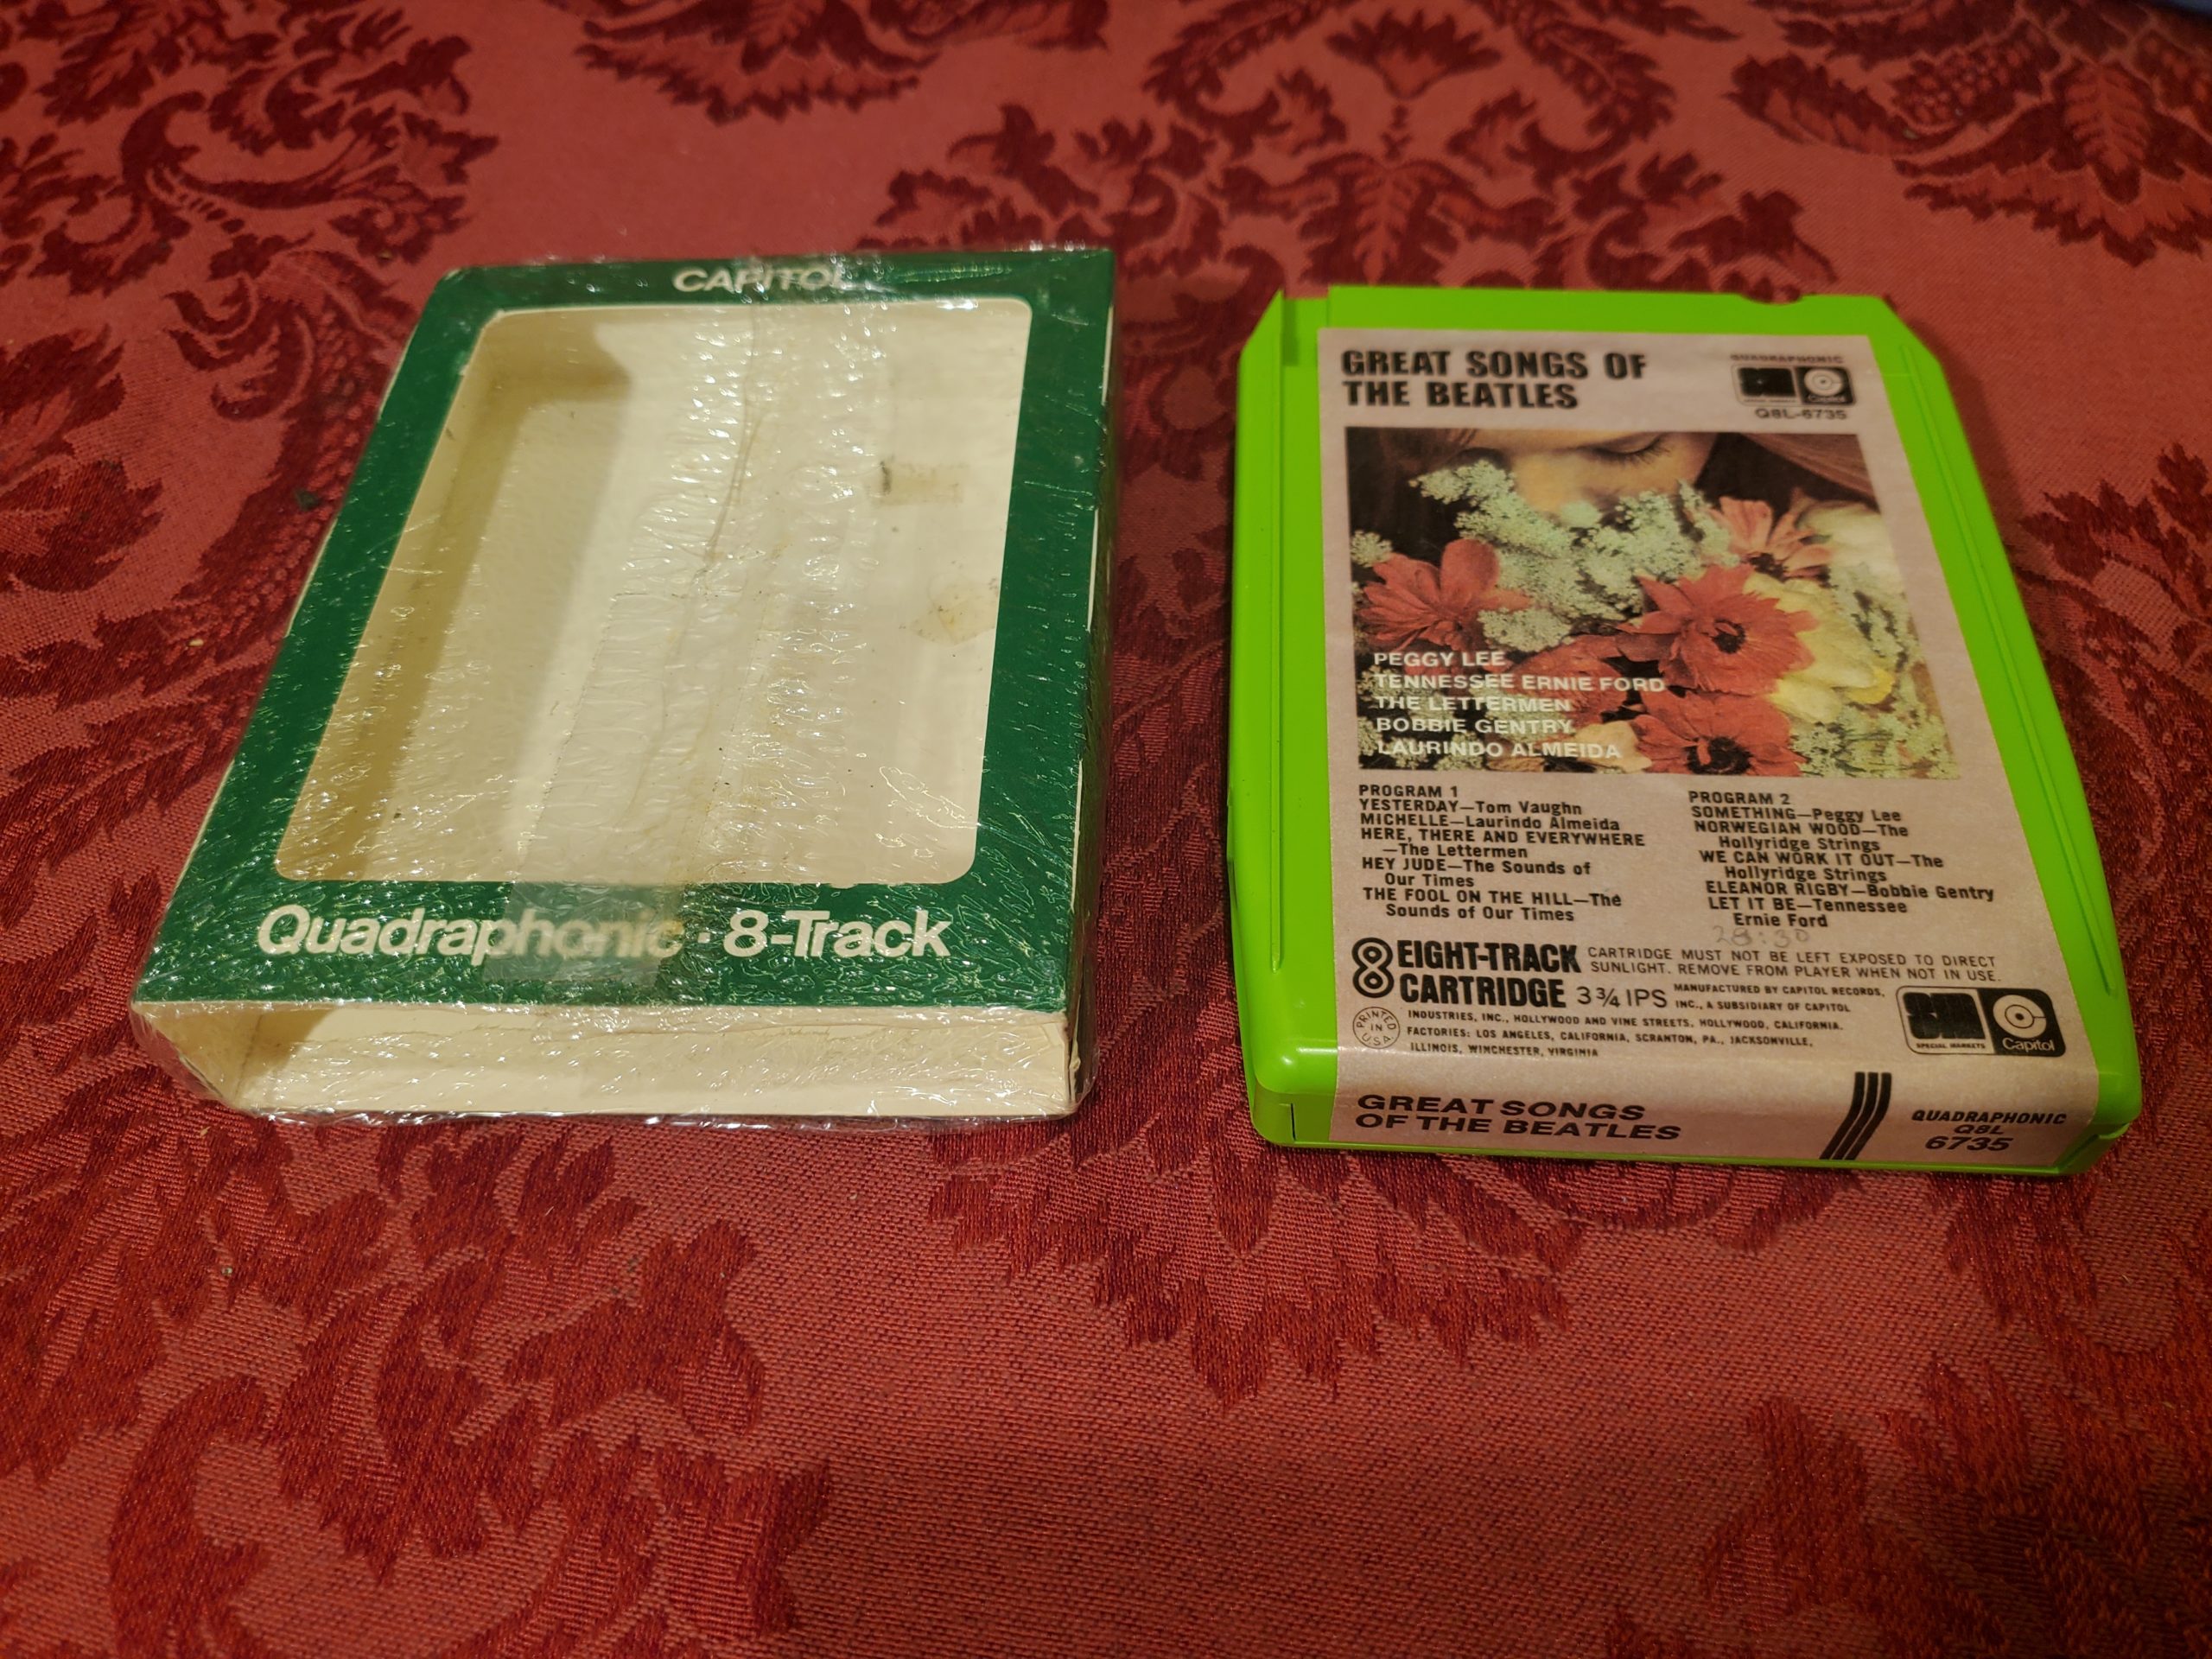 CAPITOL
Quadraphonic · 8-Track
GREAT SONGS OF
THE BEATLES
QUADRAPHONIC
Capitol
Q8L-6735
PEGGY LEE
TENNESSEE ERNIE FORD
THE LETTERMEN
BOBBIE GENTRY
LAURINDO ALMEIDA
PROGRAM 1
YESTERDAY—Tom Vaughn
MICHELLE—Laurindo Almeida
HERE, THERE AND EVERYWHERE
—The Lettermen
HEY JUDE—The Sounds of
Our Times
THE FOOL ON THE HILL—The
Sounds of Our Times
PROGRAM 2
SOMETHING—Peggy Lee
NORWEGIAN WOOD—The
Hollyridge Strings
WE CAN WORK IT OUT—The
Hollyridge Strings
ELEANOR RIGBY—Bobbie Gentry
LET IT BE—Tennessee
Ernie Ford
28:30
8 EIGHT-TRACK
CARTRIDGE 3¾ IPS
CARTRIDGE MUST NOT BE LEFT EXPOSED TO DIRECT
SUNLIGHT. REMOVE FROM PLAYER WHEN NOT IN USE.
MANUFACTURED BY CAPITOL RECORDS,
INC., A SUBSIDIARY OF CAPITOL
INDUSTRIES, INC., HOLLYWOOD AND VINE STREETS, HOLLYWOOD, CALIFORNIA.
FACTORIES: LOS ANGELES, CALIFORNIA, SCRANTON, PA., JACKSONVILLE,
ILLINOIS, WINCHESTER, VIRGINIA
PRINTED
IN
U.S.A.
SPECIAL MARKETS
Capitol
GREAT SONGS
OF THE BEATLES
QUADRAPHONIC
Q8L
6735